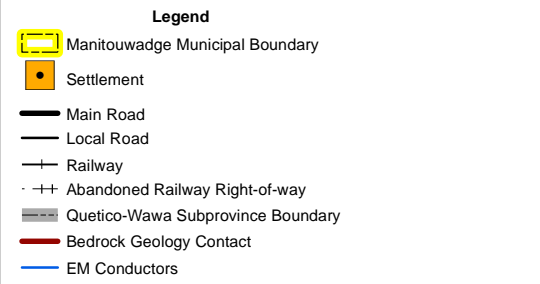 Legend
Manitouwadge Municipal Boundary
Settlement
Main Road
Local Road
Railway
Abandoned Railway Right-of-way
Quetico-Wawa Subprovince Boundary
Bedrock Geology Contact
EM Conductors